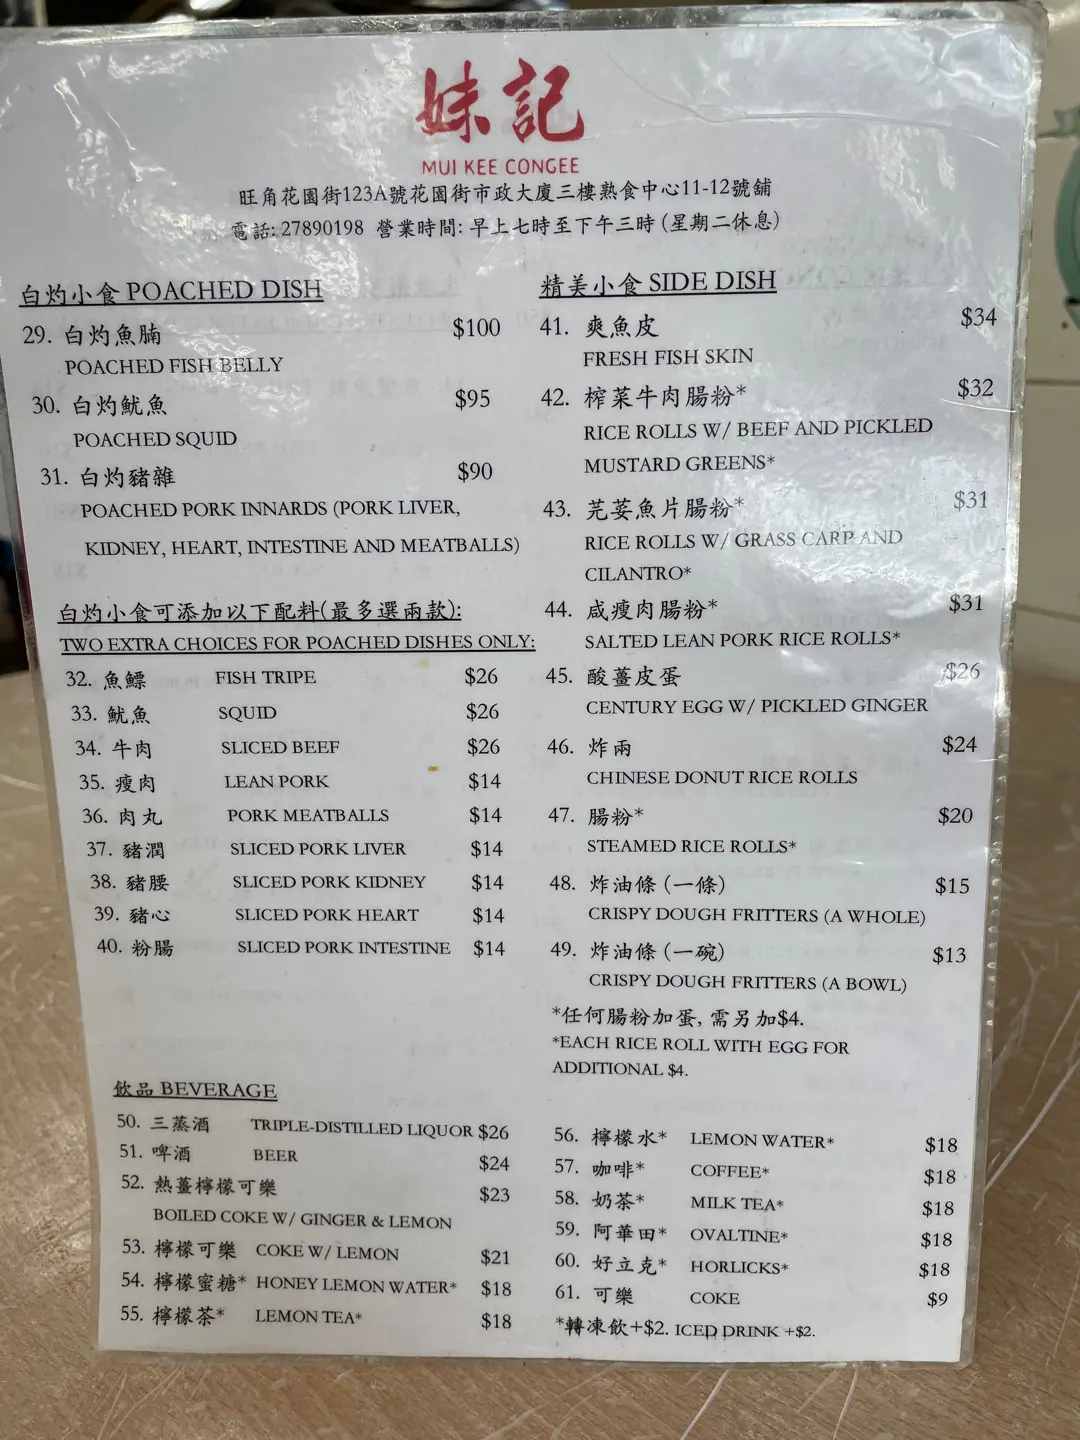 妹記
MUI KEE CONGEE
旺角花園街123A號花園街市政大廈三樓熟食中心11-12號舖
電話: 27890198 營業時間: 早上七時至下午三時 (星期二休息)
白灼小食 POACHED DISH
29. 白灼魚腩 $100
POACHED FISH BELLY
30. 白灼魷魚 $95
POACHED SQUID
31. 白灼豬雜 $90
POACHED PORK INNARDS (PORK LIVER,
KIDNEY, HEART, INTESTINE AND MEATBALLS)
白灼小食可添加以下配料(最多選兩款):
TWO EXTRA CHOICES FOR POACHED DISHES ONLY:
32. 魚鰾 FISH TRIPE $26
33. 魷魚 SQUID $26
34. 牛肉 SLICED BEEF $26
35. 瘦肉 LEAN PORK $14
36. 肉丸 PORK MEATBALLS $14
37. 豬潤 SLICED PORK LIVER $14
38. 豬腰 SLICED PORK KIDNEY $14
39. 豬心 SLICED PORK HEART $14
40. 粉腸 SLICED PORK INTESTINE $14
精美小食 SIDE DISH
41. 爽魚皮 $34
FRESH FISH SKIN
42. 榨菜牛肉腸粉* $32
RICE ROLLS W/ BEEF AND PICKLED
MUSTARD GREENS*
43. 芫荽魚片腸粉* $31
RICE ROLLS W/ GRASS CARP AND
CILANTRO*
44. 咸瘦肉腸粉* $31
SALTED LEAN PORK RICE ROLLS*
45. 酸薑皮蛋 $26
CENTURY EGG W/ PICKLED GINGER
46. 炸兩 $24
CHINESE DONUT RICE ROLLS
47. 腸粉* $20
STEAMED RICE ROLLS*
48. 炸油條 (一條) $15
CRISPY DOUGH FRITTERS (A WHOLE)
49. 炸油條 (一碗) $13
CRISPY DOUGH FRITTERS (A BOWL)
*任何腸粉加蛋, 需另加$4.
*EACH RICE ROLL WITH EGG FOR
ADDITIONAL $4.
飲品 BEVERAGE
50. 三蒸酒 TRIPLE-DISTILLED LIQUOR $26
51. 啤酒 BEER $24
52. 熱薑檸檬可樂 $23
BOILED COKE W/ GINGER & LEMON
53. 檸檬可樂 COKE W/ LEMON $21
54. 檸檬蜜糖* HONEY LEMON WATER* $18
55. 檸檬茶* LEMON TEA* $18
56. 檸檬水* LEMON WATER* $18
57. 咖啡* COFFEE* $18
58. 奶茶* MILK TEA* $18
59. 阿華田* OVALTINE* $18
60. 好立克* HORLICKS* $18
61. 可樂 COKE $9
*轉凍飲+$2. ICED DRINK +$2.